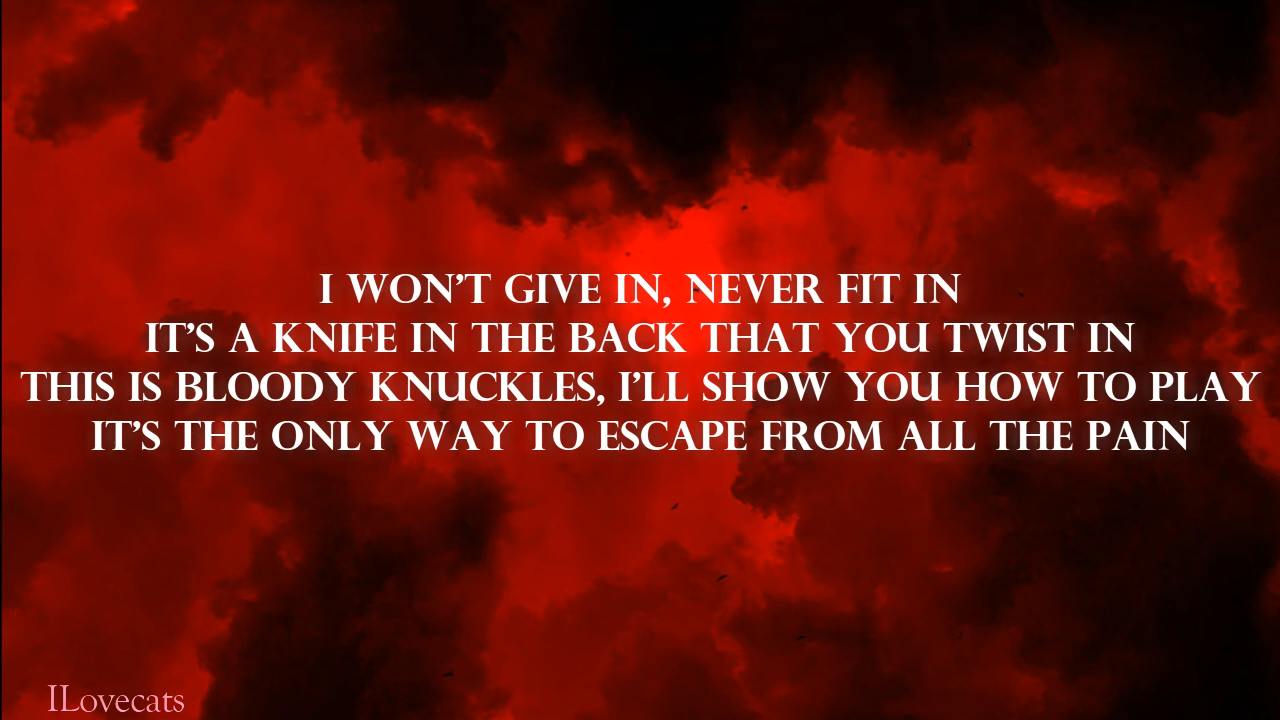 I WON'T GIVE IN, NEVER FIT IN
IT'S A KNIFE IN THE BACK THAT YOU TWIST IN
THIS IS BLOODY KNUCKLES, I'LL SHOW YOU HOW TO PLAY
IT'S THE ONLY WAY TO ESCAPE FROM ALL THE PAIN
ILovecats